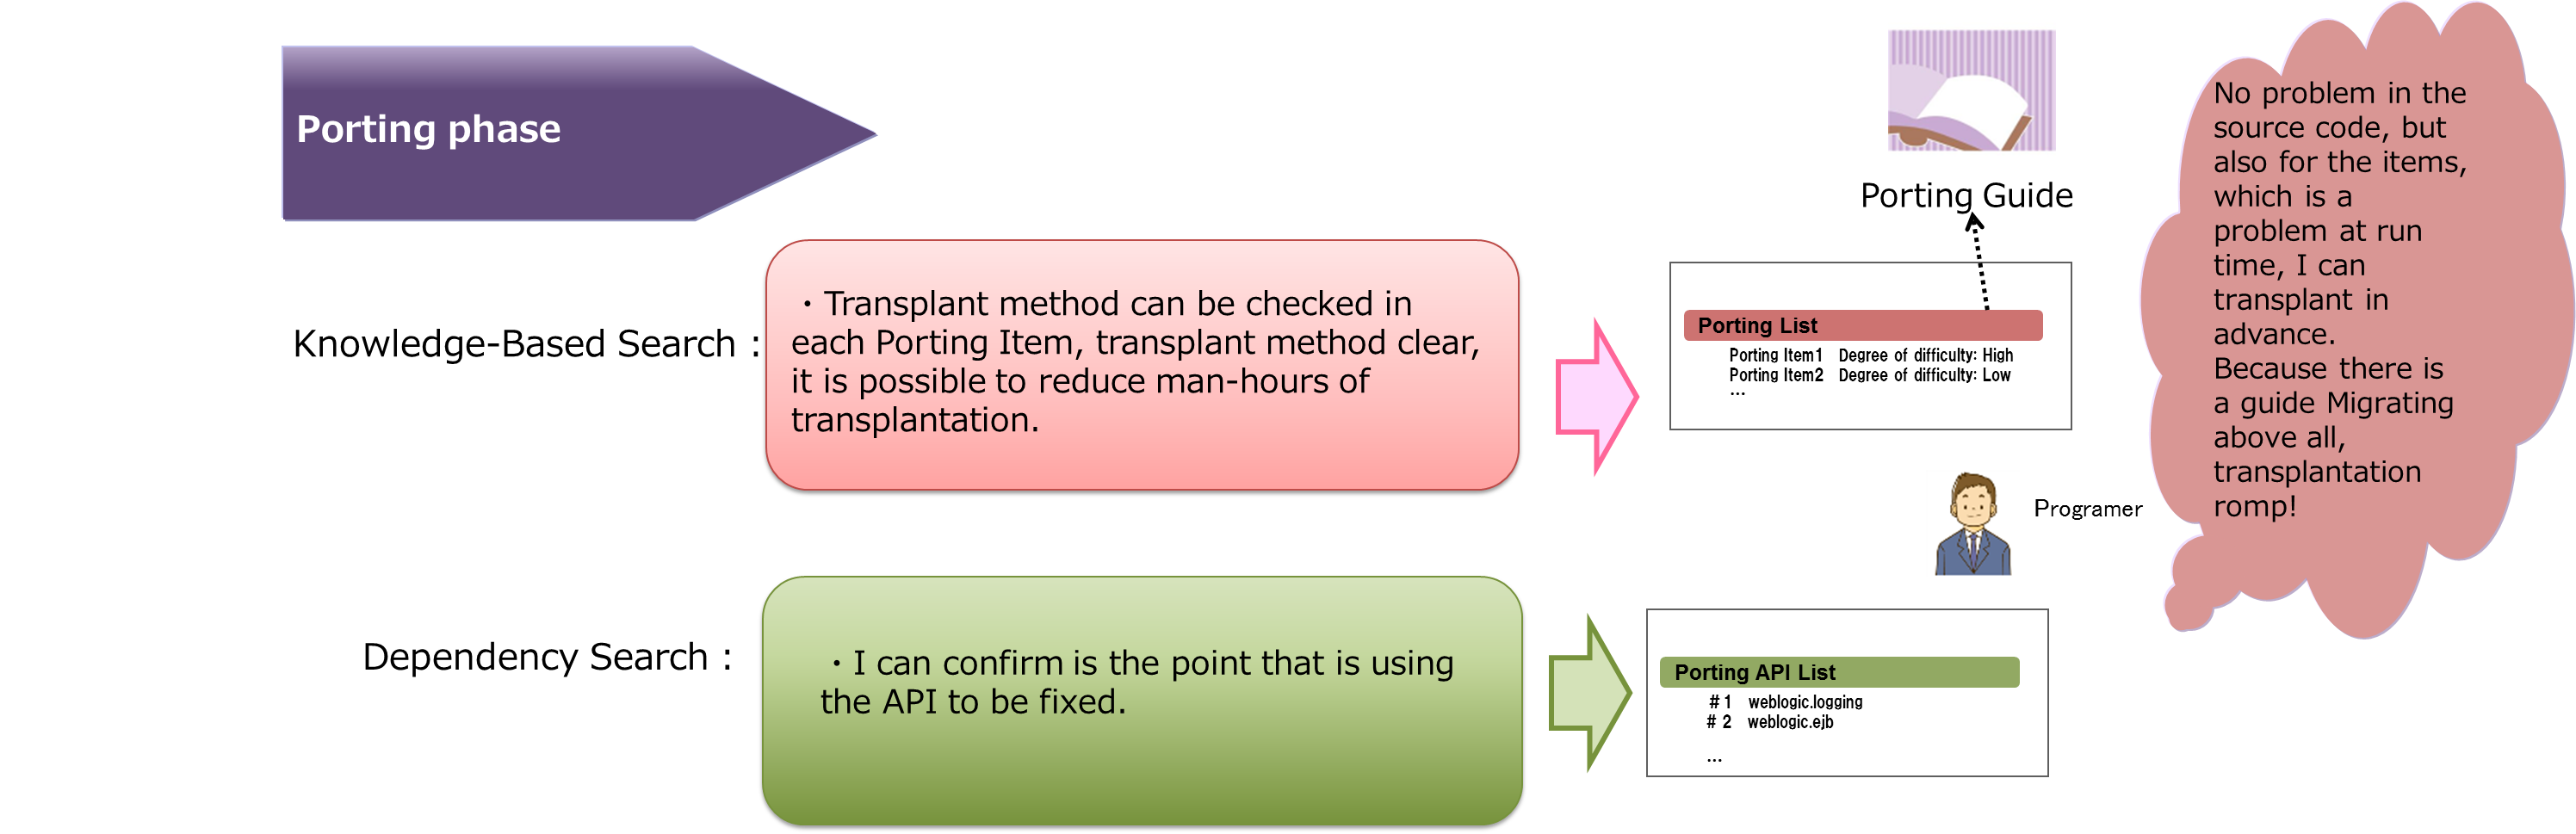 Porting phase
Knowledge-Based Search :
・Transplant method can be checked in
each Porting Item, transplant method clear,
it is possible to reduce man-hours of
transplantation.
Porting Guide
Porting List
Porting Item1 Degree of difficulty: High
Porting Item2 Degree of difficulty: Low
...
Programer
No problem in the
source code, but
also for the items,
which is a
problem at run
time, I can
transplant in
advance.
Because there is
a guide Migrating
above all,
transplantation
romp!
Dependency Search :
・I can confirm is the point that is using
the API to be fixed.
Porting API List
#1 weblogic.logging
#2 weblogic.ejb
...